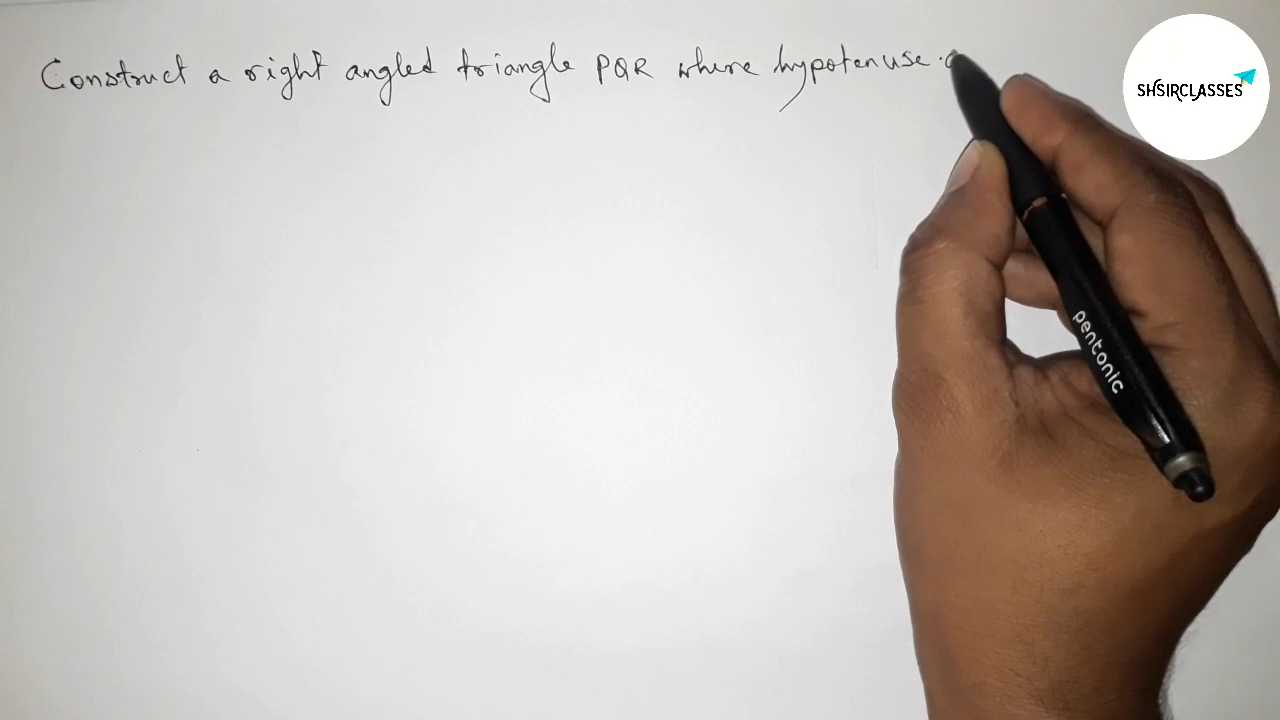 Construct a right angled triangle PQR where hypotenuse
SHSIRCLASSES
pentonic